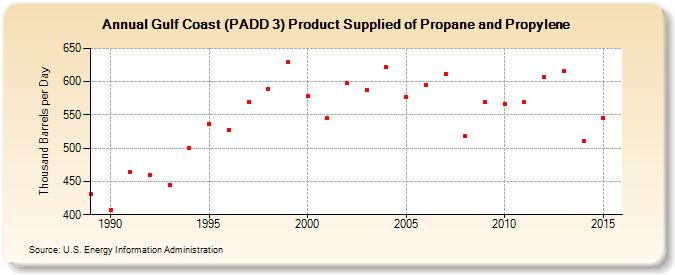 Annual Gulf Coast (PADD 3) Product Supplied of Propane and Propylene
Thousand Barrels per Day
650
600
550
500
450
400
1990 1995 2000 2005 2010 2015
Source: U.S. Energy Information Administration